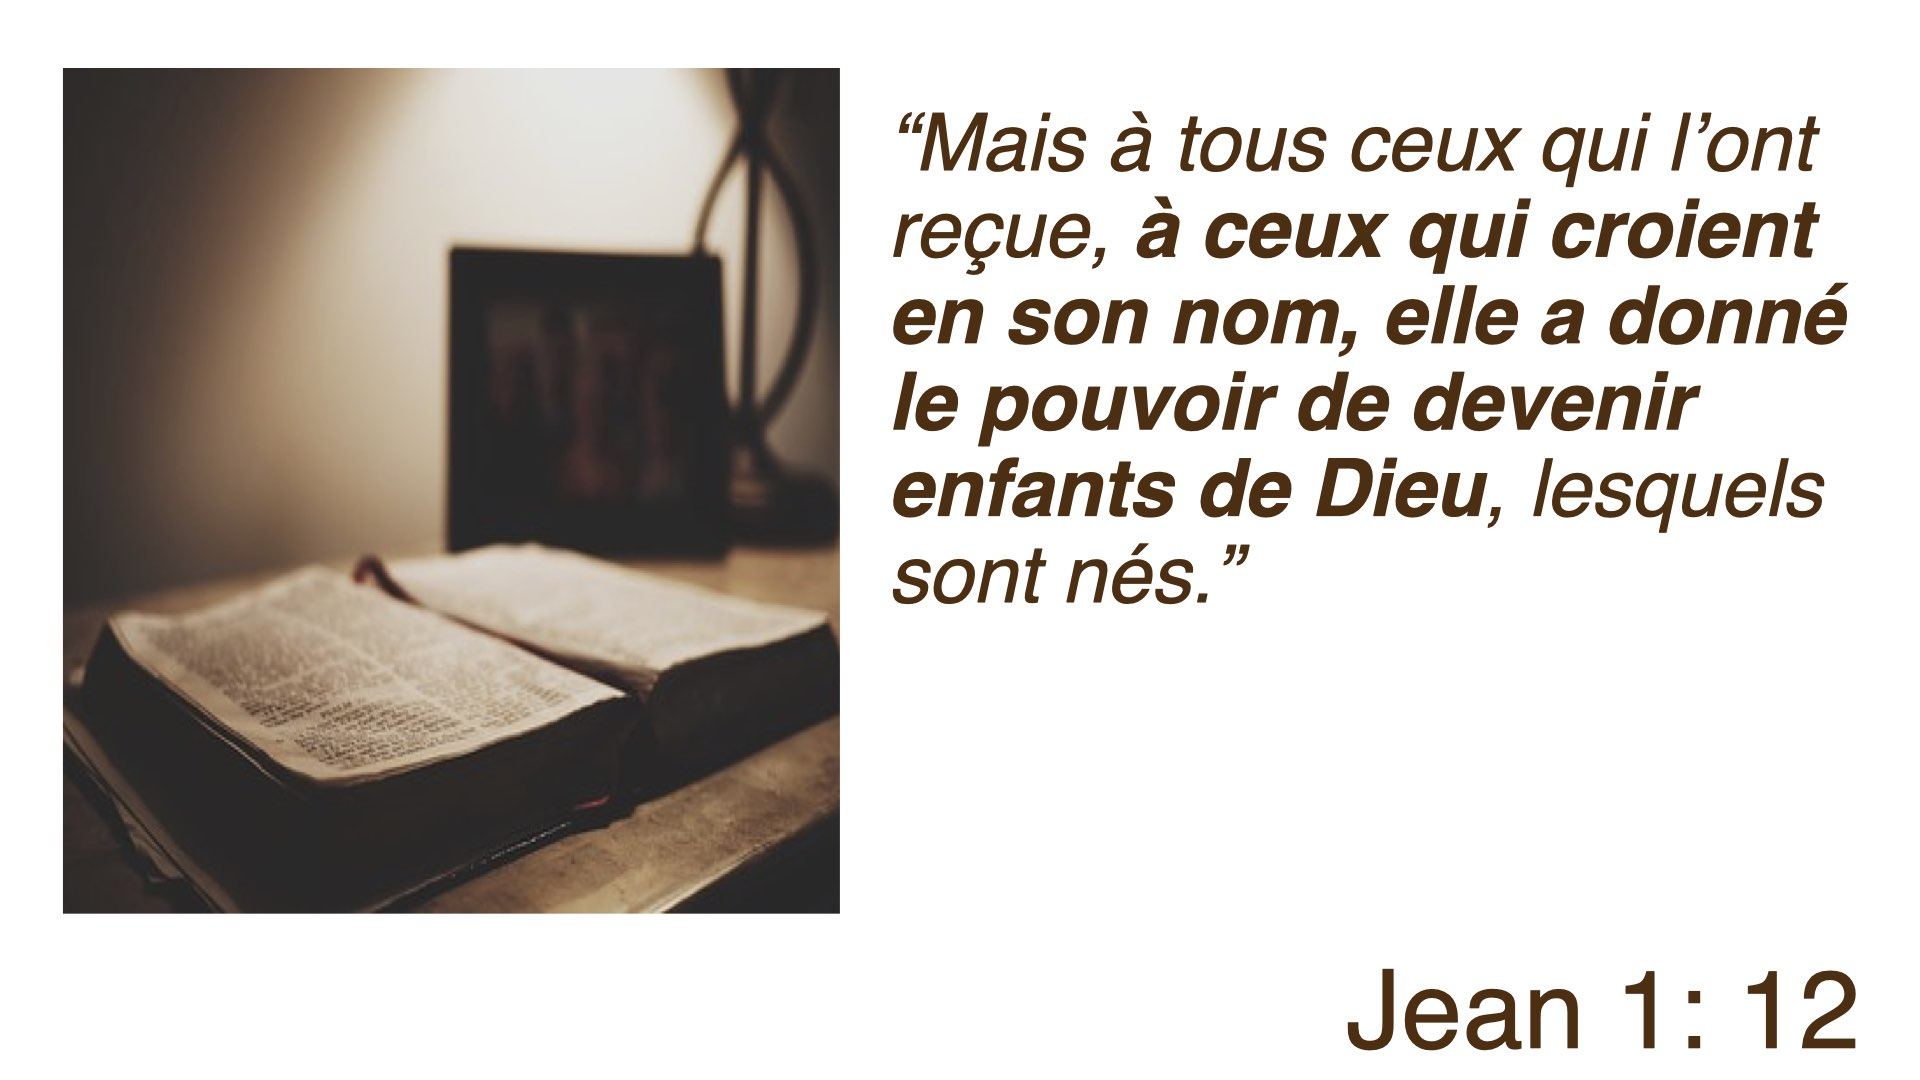 “Mais à tous ceux qui l’ont
reçue, à ceux qui croient
en son nom, elle a donné
le pouvoir de devenir
enfants de Dieu, lesquels
sont nés.”
Jean 1: 12